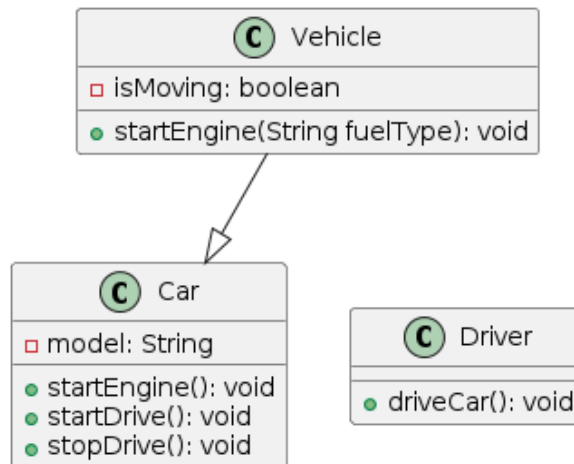 C Vehicle
isMoving: boolean
startEngine(String fuelType): void
C Car
model: String
startEngine(): void
startDrive(): void
stopDrive(): void
C Driver
driveCar(): void